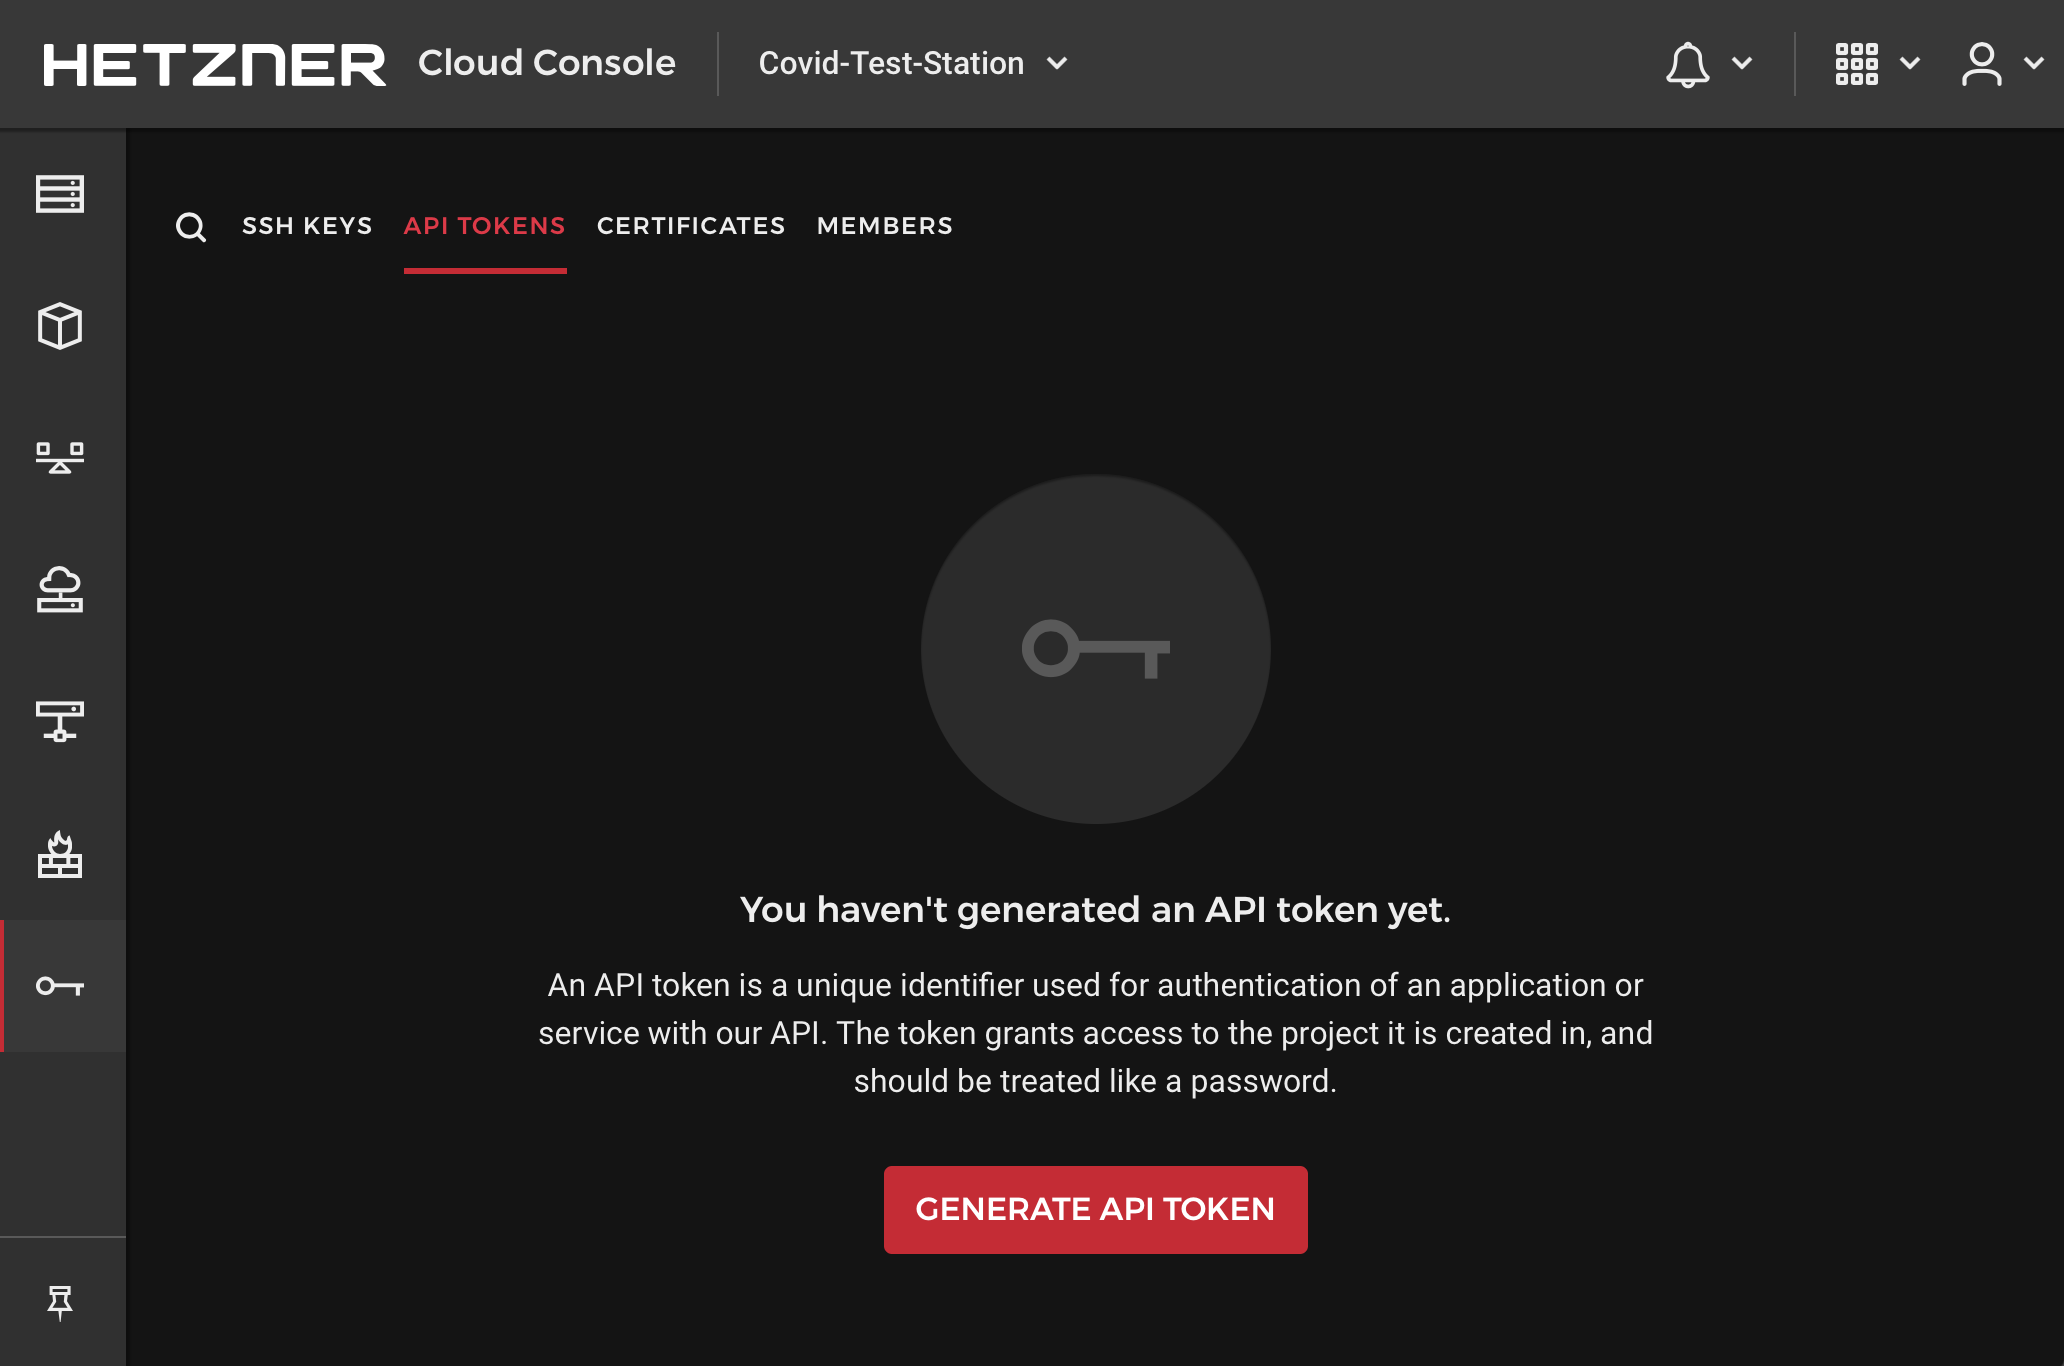 HETZNER Cloud Console Covid-Test-Station
SSH KEYS API TOKENS CERTIFICATES MEMBERS
You haven't generated an API token yet.
An API token is a unique identifier used for authentication of an application or
service with our API. The token grants access to the project it is created in, and
should be treated like a password.
GENERATE API TOKEN